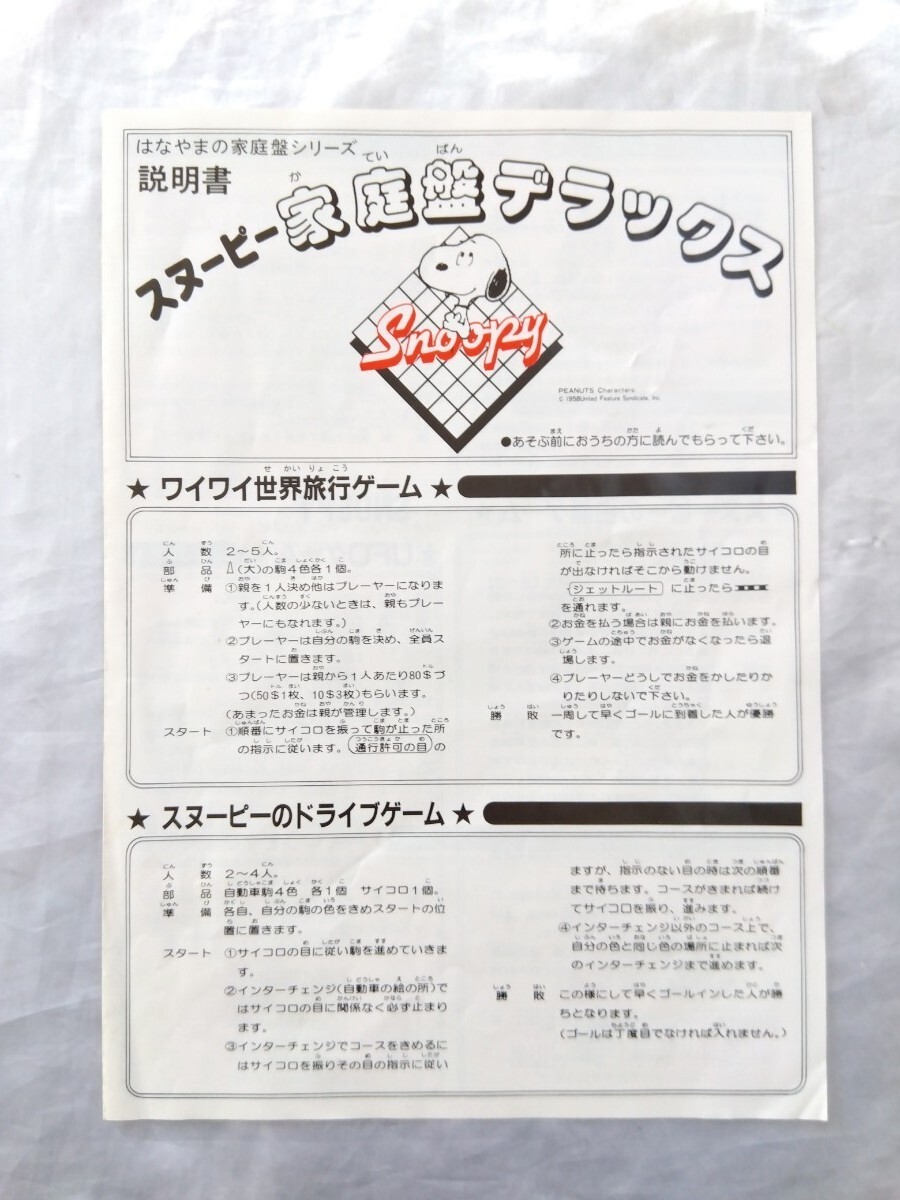 はなやまの家庭盤シリーズ
説明書
スヌーピー家庭盤デラックス
か てい ばん
Snoopy
PEANUTS Characters:
© 1958 United Feature Syndicate, Inc.
●あそぶ前におうちの方に読んでもらって下さい。
★ ワイワイ世界旅行ゲーム ★
人数 2〜5人。
部品 (大)の駒4色各1個。
準備 ①親を1人決め他はプレーヤーになりま
す。(人数の少ないときは、親もプレー
ヤーにもなれます。)
②プレーヤーは自分の駒を決め、全員ス
タートに置きます。
③プレーヤーは親から1人あたり80$づ
つ(50$1枚、10$3枚)もらいます。
(あまったお金は親が管理します。)
スタート ①順番にサイコロを振って駒が止った所
の指示に従います。通行許可の目の
所に止ったら指示されたサイコロの目
が出なければそこから動けません。
ジェットルート に止ったら
を通れます。
②お金を払う場合は親にお金を払います。
③ゲームの途中でお金がなくなったら退
場します。
④プレーヤーどうしでお金をかしたりか
りたりしないで下さい。
勝敗 一周して早くゴールに到着した人が優勝
です。
★ スヌーピーのドライブゲーム ★
人数 2〜4人。
部品 自動車駒4色 各1個 サイコロ1個。
準備 各自、自分の駒の色をきめスタートの位
置に置きます。
スタート ①サイコロの目に従い駒を進めていきま
す。
②インターチェンジ(自動車の絵の所)で
はサイコロの目に関係なく必ず止まり
ます。
③インターチェンジでコースをきめるに
はサイコロを振りその目の指示に従い
ますが、指示のない目の時は次の順番
まで待ちます。コースがきまれば続け
てサイコロを振り、進みます。
④インターチェンジ以外のコース上で、
自分の色と同じ色の場所に止まれば次
のインターチェンジまで進めます。
勝敗 この様にして早くゴールインした人が勝
ちとなります。
(ゴールは丁度目でなければ入れません。)